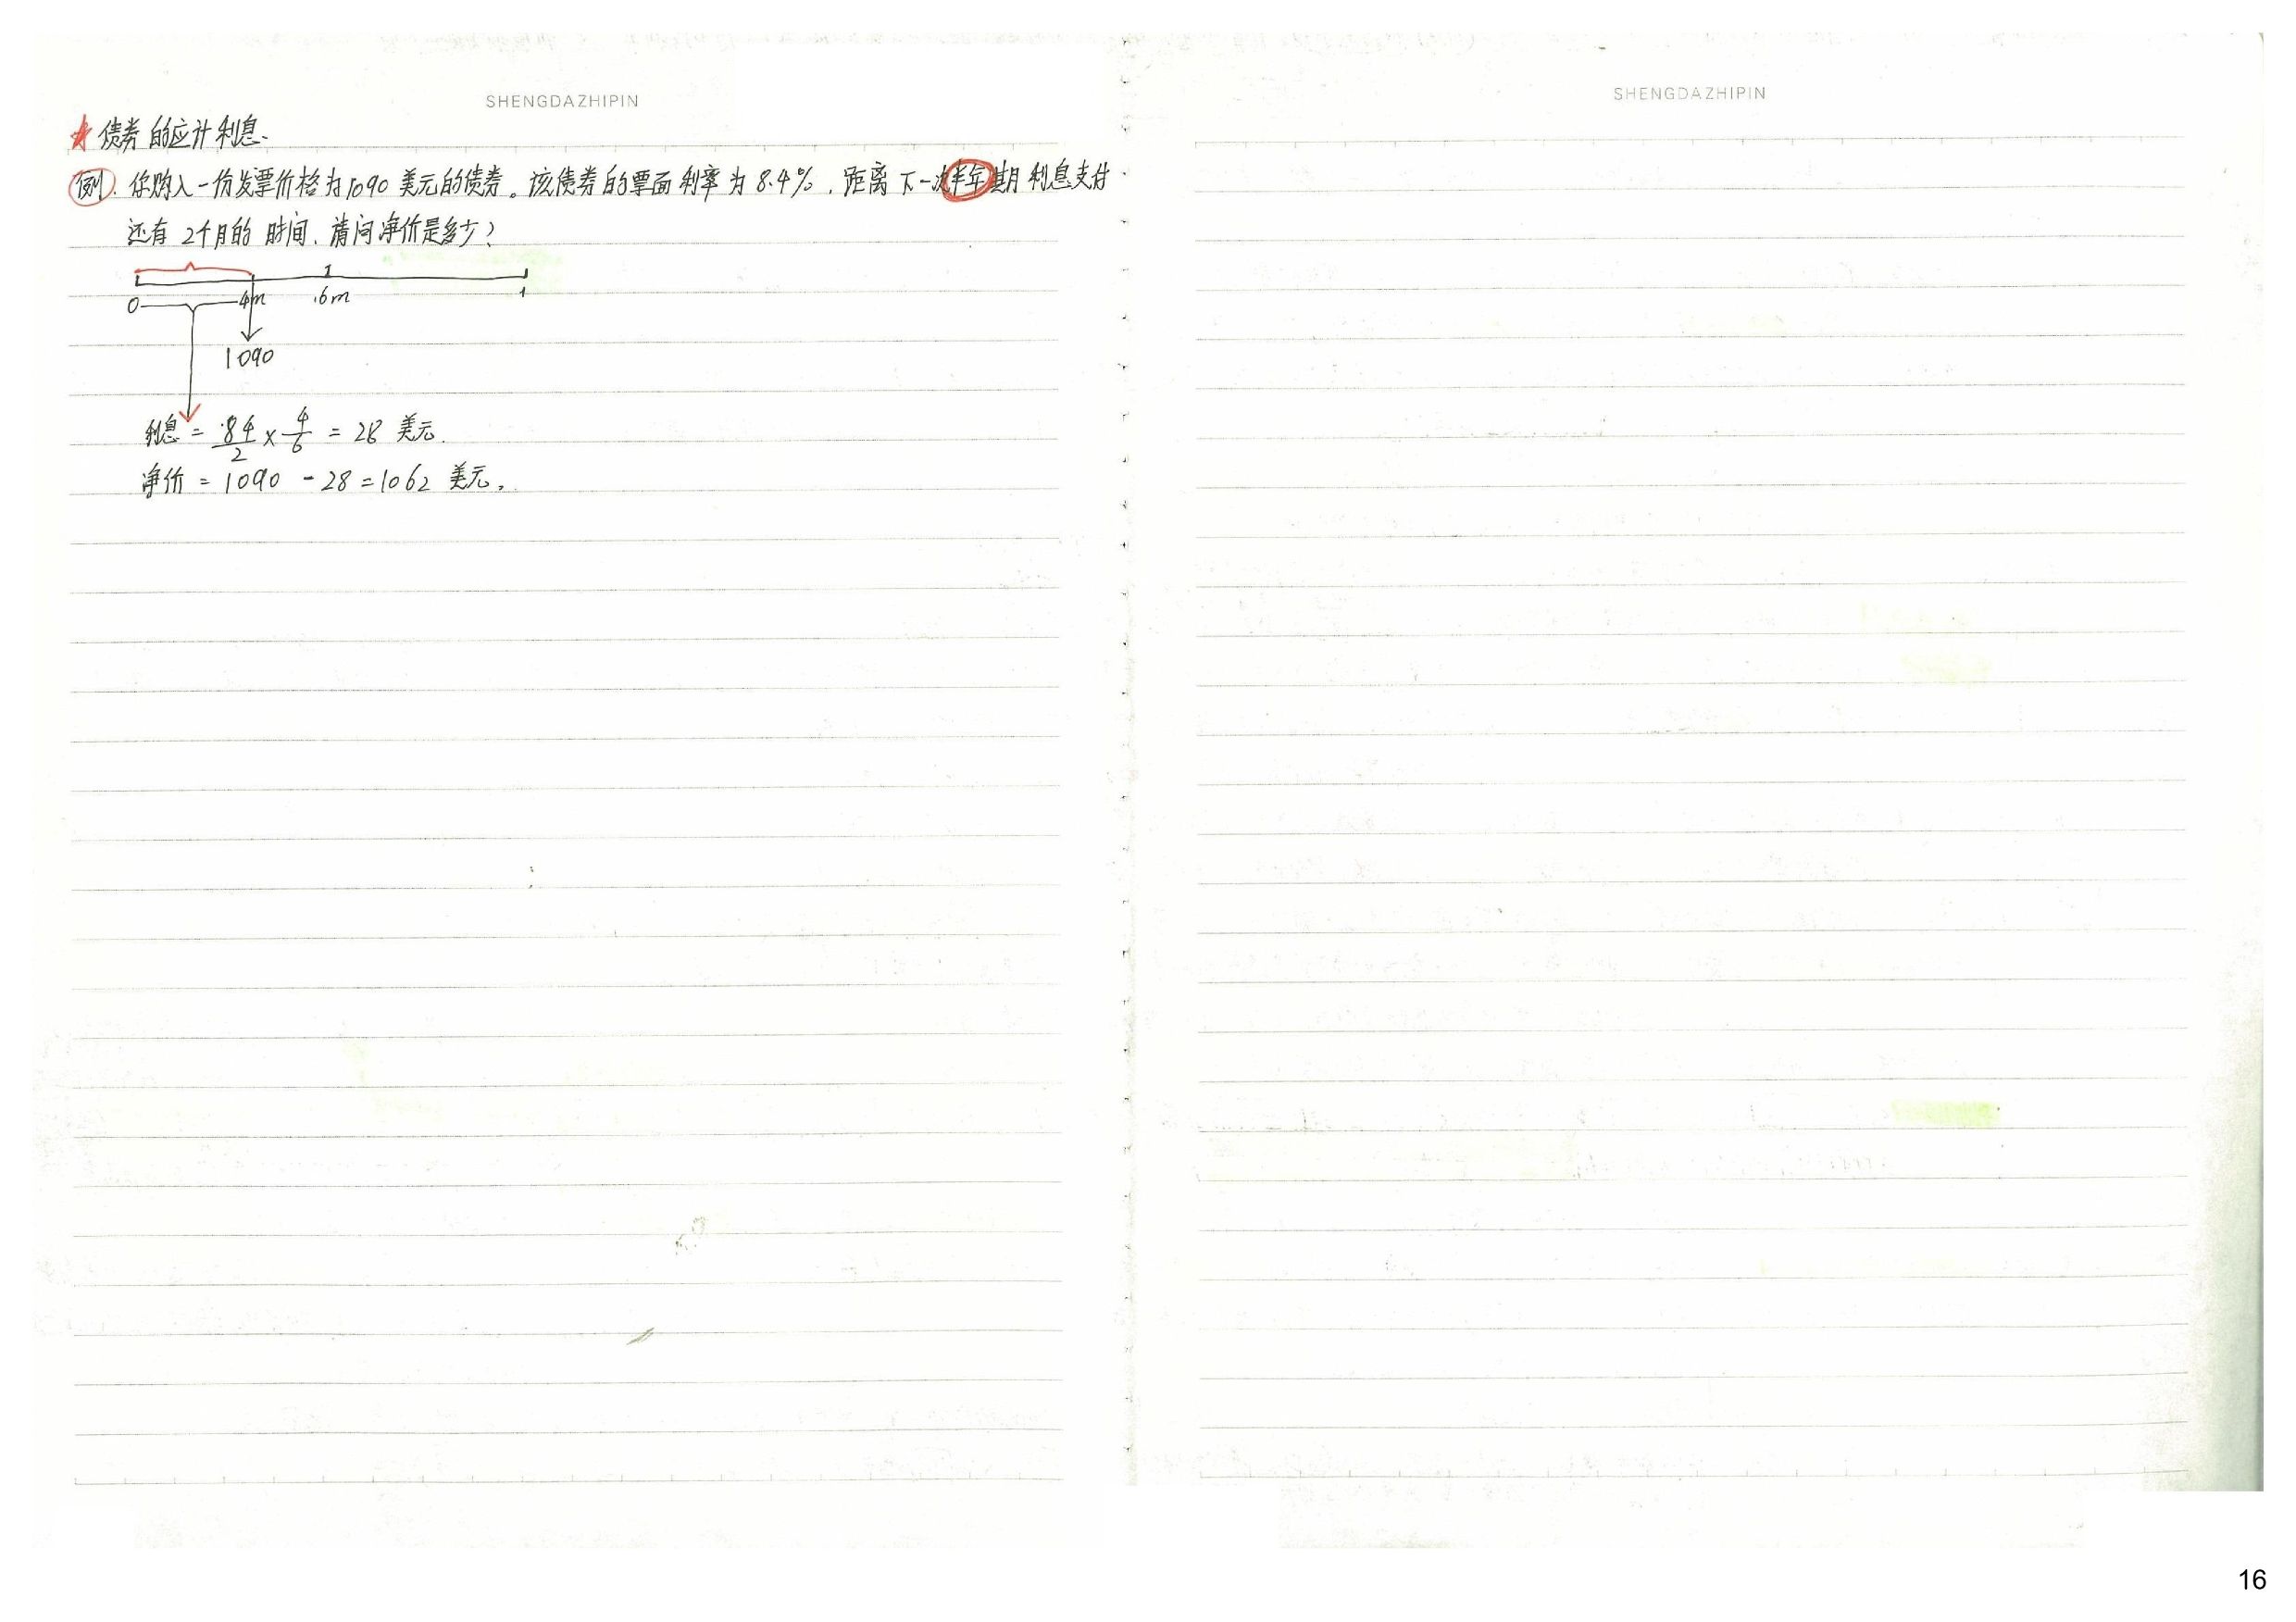 SHENGDAZHIPIN
★ 债券的应计利息、
例. 你购入一份发票价格为1090美元的债券。该债券的票面利率为8.4%，距离下一次半年期利息支付
还有2个月的时间、请问净价是多少？
0 4m 6m 1
1090
利息 = 84/2 × 4/6 = 28 美元.
净价 = 1090 - 28 = 1062 美元.
SHENGDAZHIPIN
16